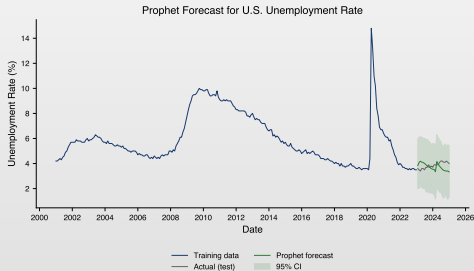 Prophet Forecast for U.S. Unemployment Rate
Unemployment Rate (%)
14
12
10
8
6
4
2
2000 2002 2004 2006 2008 2010 2012 2014 2016 2018 2020 2022 2024 2026
Date
Training data Prophet forecast
Actual (test) 95% CI